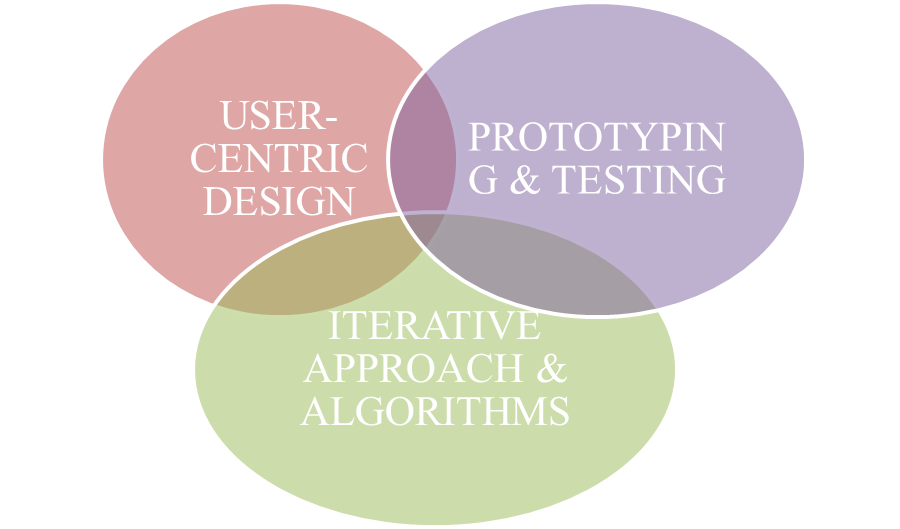 USER-
CENTRIC
DESIGN
PROTOTYPIN
G & TESTING
ITERATIVE
APPROACH &
ALGORITHMS